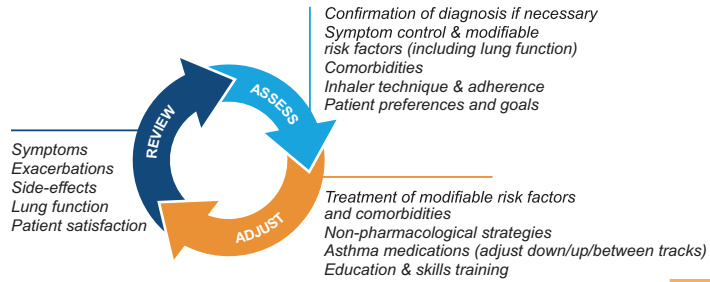 Confirmation of diagnosis if necessary
Symptom control & modifiable
risk factors (including lung function)
Comorbidities
Inhaler technique & adherence
Patient preferences and goals
ASSESS
REVIEW
Symptoms
Exacerbations
Side-effects
Lung function
Patient satisfaction
ADJUST
Treatment of modifiable risk factors
and comorbidities
Non-pharmacological strategies
Asthma medications (adjust down/up/between tracks)
Education & skills training